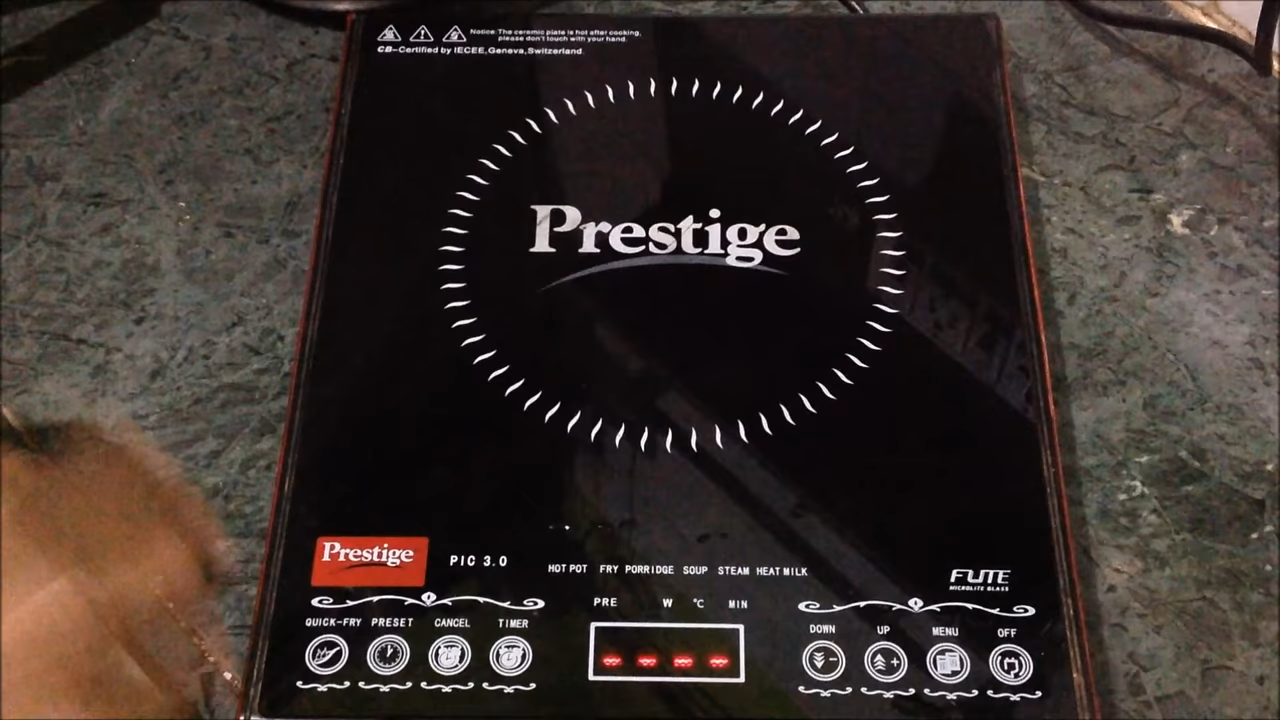 Notice: The ceramic plate is hot after cooking,
please don't touch with your hand.
CB-Certified by IECEE,Geneva,Switzerland.
Prestige
Prestige
PIC 3.0
HOT POT FRY PORRIDGE SOUP STEAM HEAT MILK
FUTE
MICROLITE GLASS
PRE W °C MIN
QUICK-FRY PRESET CANCEL TIMER
DOWN UP MENU OFF
- +